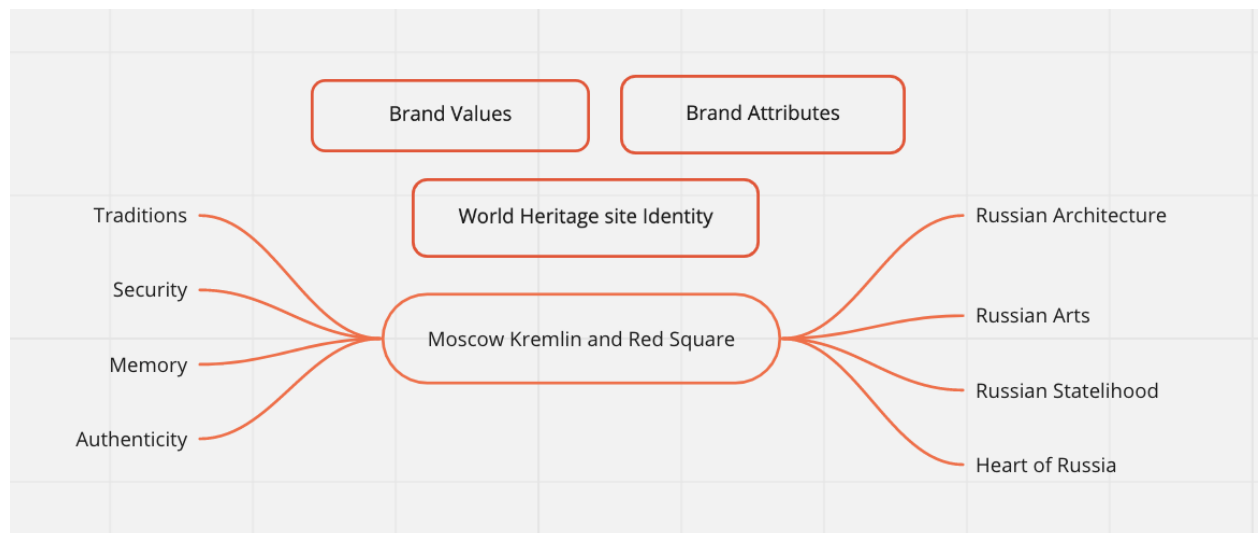 Brand Values
Brand Attributes
World Heritage site Identity
Traditions
Security
Memory
Authenticity
Moscow Kremlin and Red Square
Russian Architecture
Russian Arts
Russian Statelihood
Heart of Russia